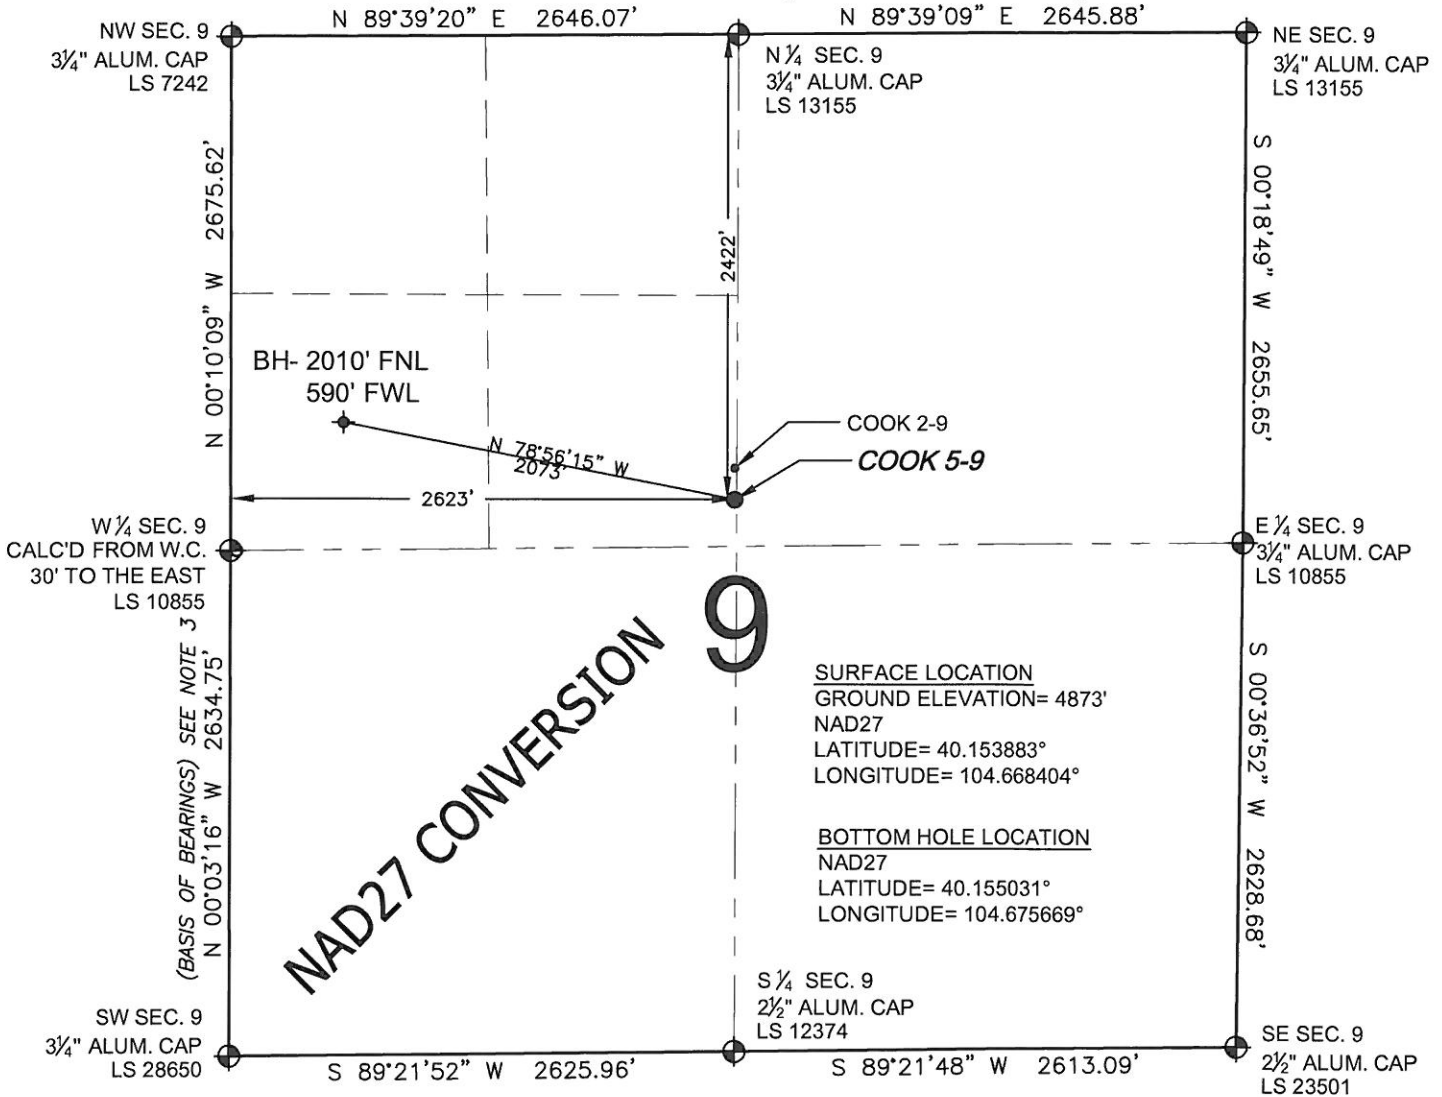 N 89°39'20" E 2646.07'
N 89°39'09" E 2645.88'
NW SEC. 9
3¼" ALUM. CAP
LS 7242
N ¼ SEC. 9
3¼" ALUM. CAP
LS 13155
NE SEC. 9
3¼" ALUM. CAP
LS 13155
N 00°10'09" W 2675.62'
2422'
S 00°18'49" W 2655.65'
BH- 2010' FNL
590' FWL
N 78°56'15" W
2073'
COOK 2-9
COOK 5-9
2623'
W ¼ SEC. 9
CALC'D FROM W.C.
30' TO THE EAST
LS 10855
E ¼ SEC. 9
3¼" ALUM. CAP
LS 10855
9
(BASIS OF BEARINGS) SEE NOTE 3
N 00°03'16" W 2634.75'
NAD27 CONVERSION
SURFACE LOCATION
GROUND ELEVATION= 4873'
NAD27
LATITUDE= 40.153883°
LONGITUDE= 104.668404°
BOTTOM HOLE LOCATION
NAD27
LATITUDE= 40.155031°
LONGITUDE= 104.675669°
S 00°36'52" W 2628.68'
SW SEC. 9
3¼" ALUM. CAP
LS 28650
S ¼ SEC. 9
2½" ALUM. CAP
LS 12374
SE SEC. 9
2½" ALUM. CAP
LS 23501
S 89°21'52" W 2625.96'
S 89°21'48" W 2613.09'